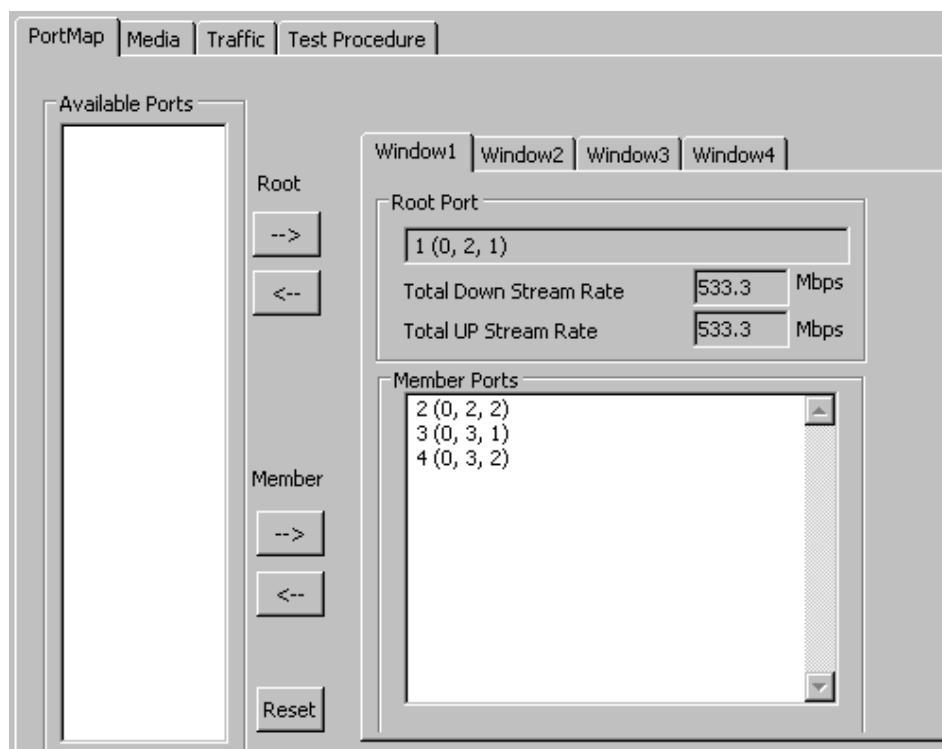 PortMap Media Traffic Test Procedure
Available Ports
Root
-->
<--
Member
-->
<--
Reset
Window1 Window2 Window3 Window4
Root Port
1 (0, 2, 1)
Total Down Stream Rate 533.3 Mbps
Total UP Stream Rate 533.3 Mbps
Member Ports
2 (0, 2, 2)
3 (0, 3, 1)
4 (0, 3, 2)